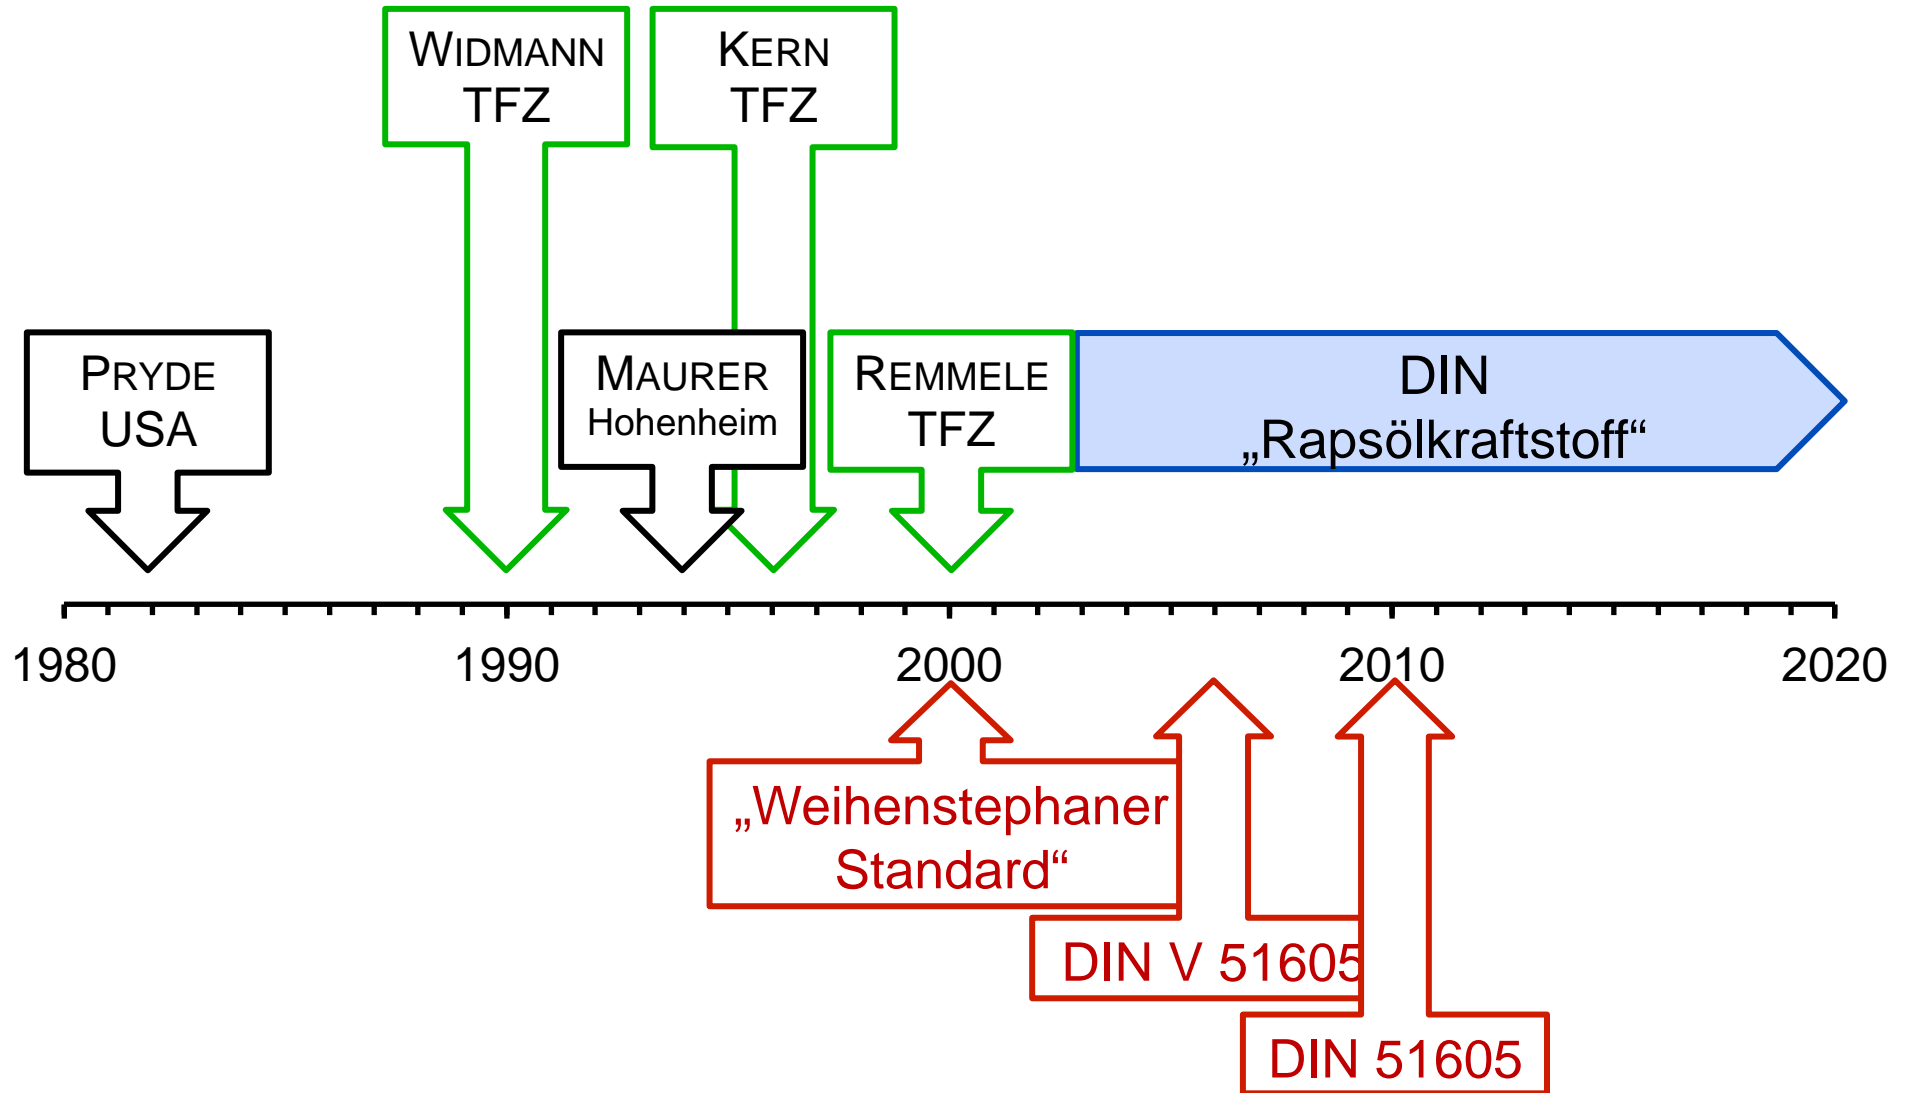 WIDMANN
TFZ
KERN
TFZ
PRYDE
USA
MAURER
Hohenheim
REMMELE
TFZ
DIN
„Rapsölkraftstoff“
1980
1990
2000
2010
2020
„Weihenstephaner
Standard“
DIN V 51605
DIN 51605